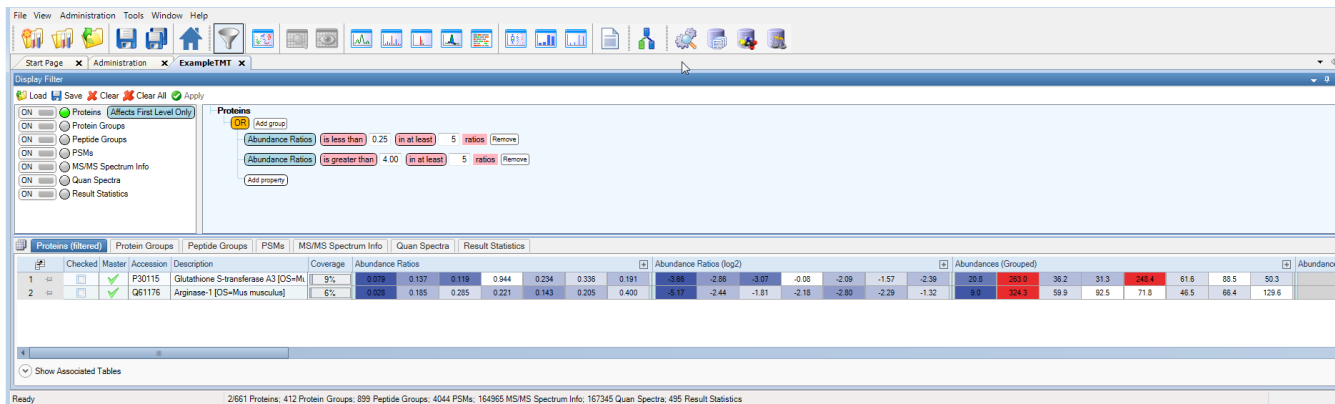 File View Administration Tools Window Help
Start Page x Administration x ExampleTMT x
Display Filter
Load Save Clear Clear All Apply
ON Proteins Affects First Level Only
ON Protein Groups
ON Peptide Groups
ON PSMs
ON MS/MS Spectrum Info
ON Quan Spectra
ON Result Statistics
Proteins
OR Add group
Abundance Ratios is less than 0.25 in at least 5 ratios Remove
Abundance Ratios is greater than 4.00 in at least 5 ratios Remove
Add property
Proteins (filtered) Protein Groups Peptide Groups PSMs MS/MS Spectrum Info Quan Spectra Result Statistics
Checked Master Accession Description Coverage Abundance Ratios Abundance Ratios (log2) Abundances (Grouped) Abundance
1 P30115 Glutathione S-transferase A3 [OS=Mu 9% 0.079 0.137 0.119 0.944 0.234 0.336 0.191 -3.66 -2.86 -3.07 -0.08 -2.09 -1.57 -2.39 20.8 263.0 36.2 31.3 248.4 61.6 88.5 50.3
2 Q61176 Arginase-1 [OS=Mus musculus] 6% 0.028 0.185 0.285 0.221 0.143 0.205 0.400 -5.17 -2.44 -1.81 -2.18 -2.80 -2.29 -1.32 9.0 324.3 59.9 92.5 71.8 46.5 66.4 129.6
Show Associated Tables
Ready 2/661 Proteins; 412 Protein Groups; 899 Peptide Groups; 4044 PSMs; 164965 MS/MS Spectrum Info; 167345 Quan Spectra; 495 Result Statistics